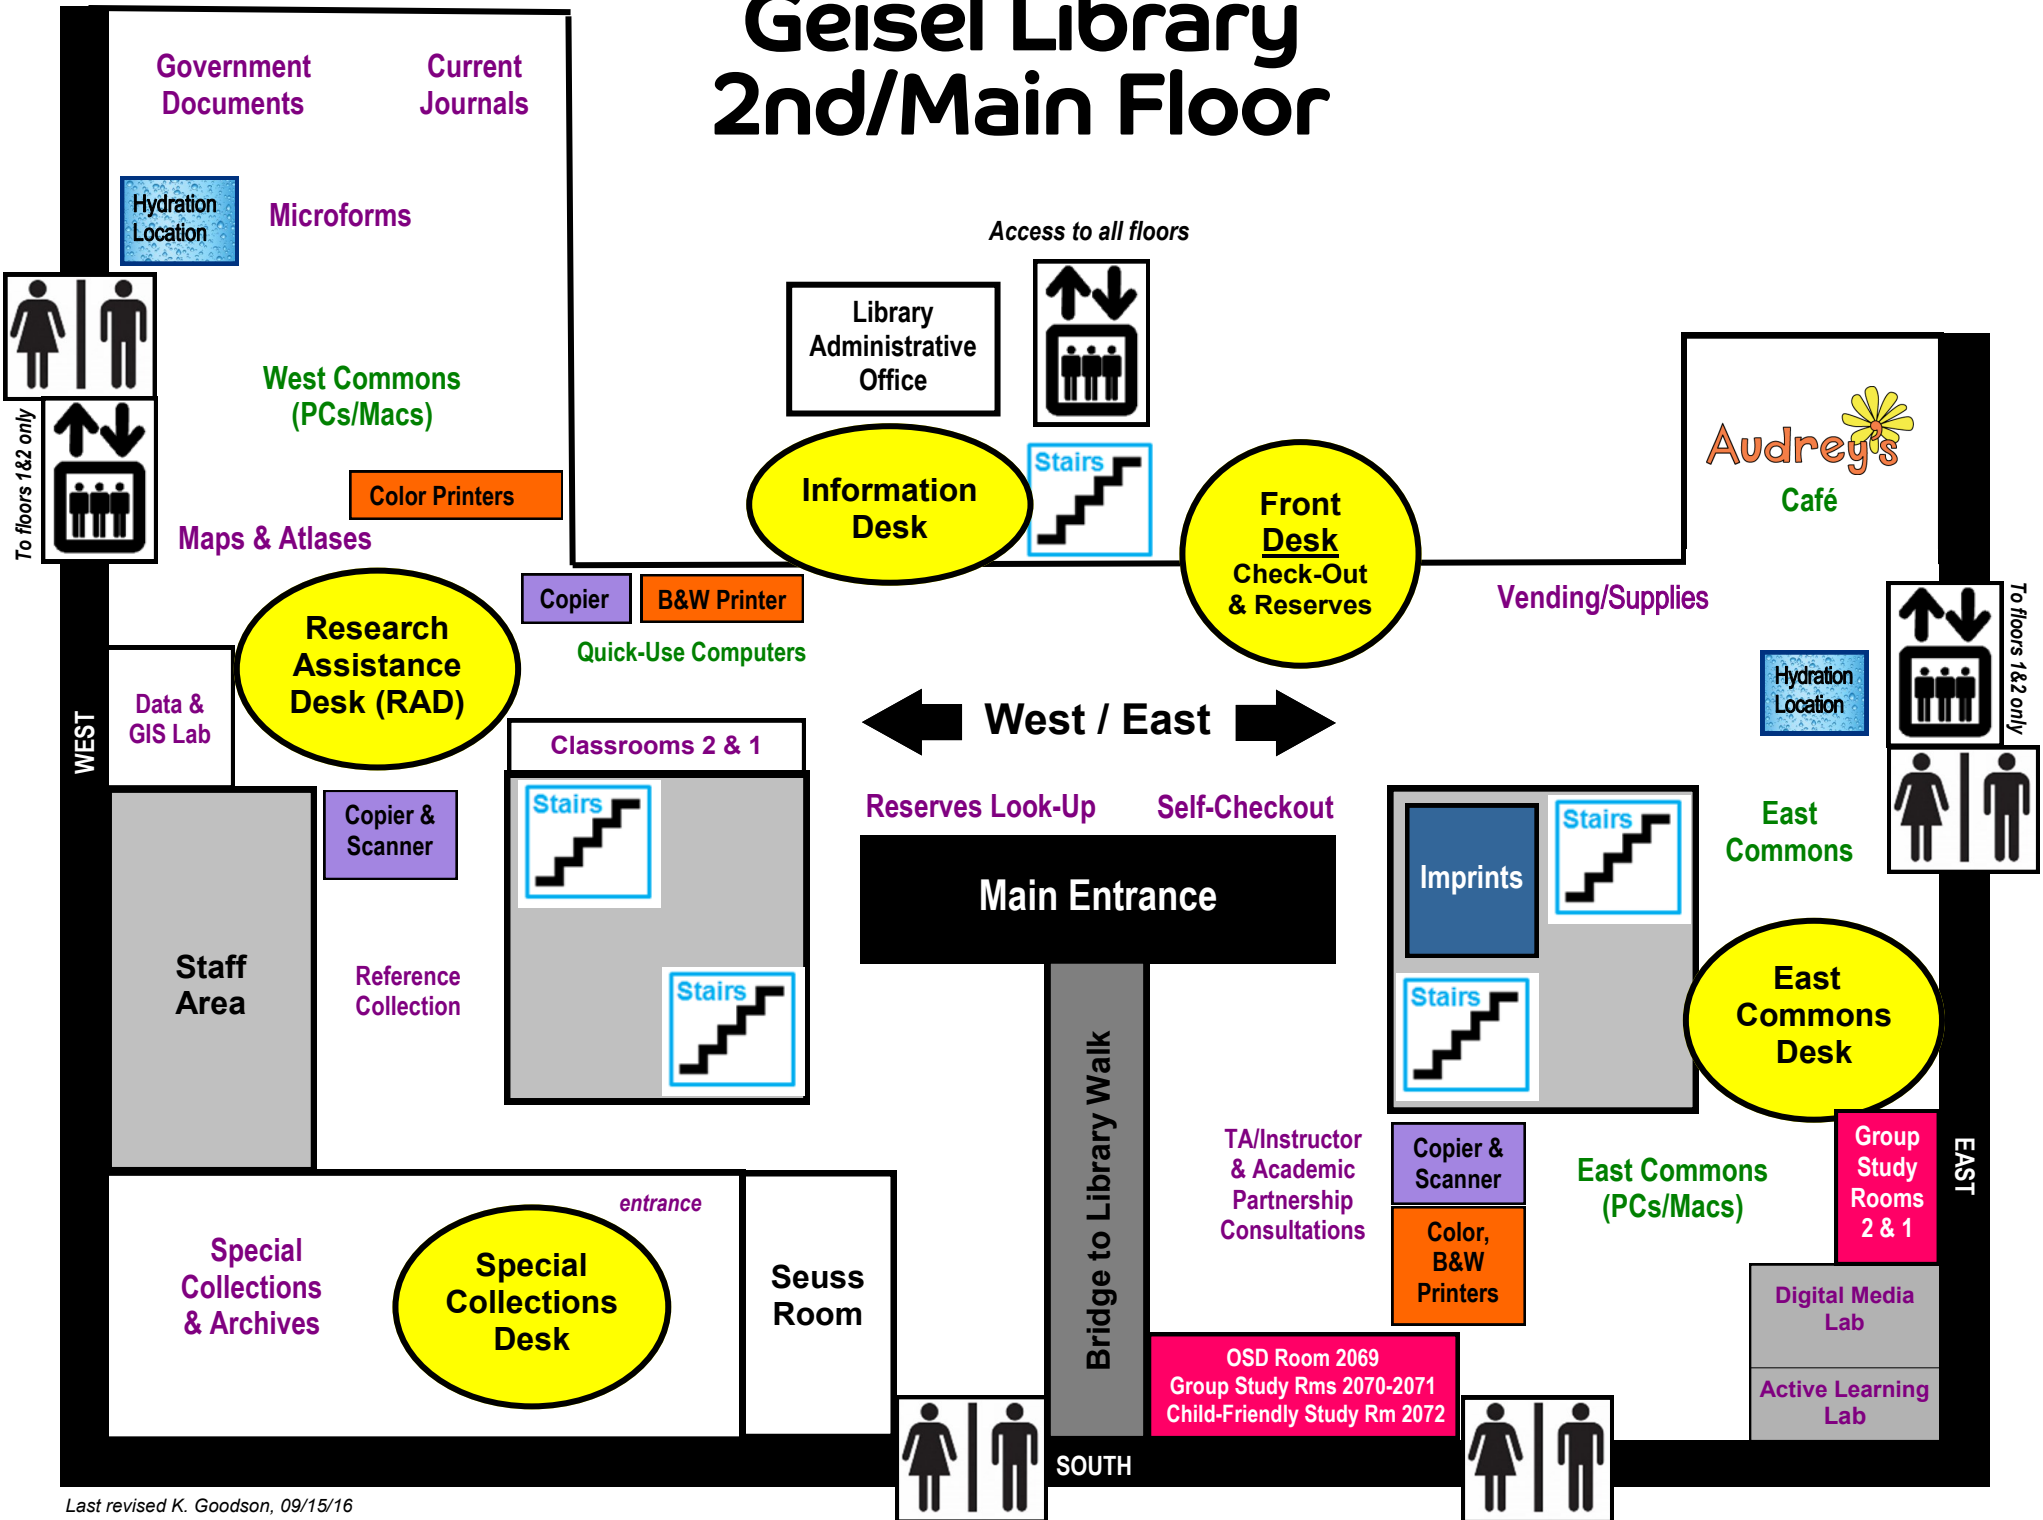 Geisel Library
2nd/Main Floor
Government
Documents
Current
Journals
Hydration
Location
Microforms
Access to all floors
Library
Administrative
Office
West Commons
(PCs/Macs)
To floors 1&2 only
Color Printers
Maps & Atlases
Information
Desk
Stairs
Front
Desk
Check-Out
& Reserves
Audrey's
Café
Vending/Supplies
To floors 1&2 only
Hydration
Location
Copier
B&W Printer
Quick-Use Computers
Research
Assistance
Desk (RAD)
Data &
GIS Lab
WEST
West / East
Classrooms 2 & 1
Stairs
Stairs
Copier &
Scanner
Reserves Look-Up
Self-Checkout
Main Entrance
Imprints
Stairs
Stairs
East
Commons
East
Commons
Desk
Staff
Area
Reference
Collection
Bridge to Library Walk
TA/Instructor
& Academic
Partnership
Consultations
Copier &
Scanner
Color,
B&W
Printers
East Commons
(PCs/Macs)
Group
Study
Rooms
2 & 1
EAST
entrance
Special
Collections
& Archives
Special
Collections
Desk
Seuss
Room
Digital Media
Lab
Active Learning
Lab
OSD Room 2069
Group Study Rms 2070-2071
Child-Friendly Study Rm 2072
SOUTH
Last revised K. Goodson, 09/15/16